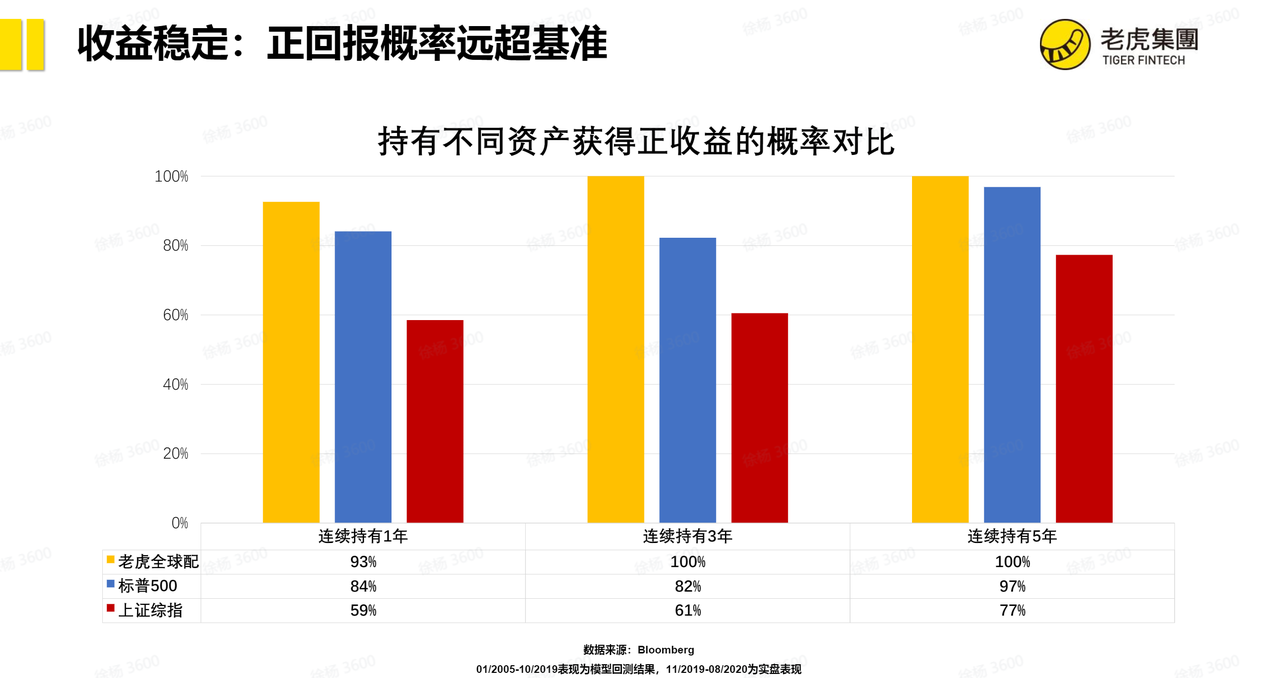 收益稳定：正回报概率远超基准
老虎集團
TIGER FINTECH
持有不同资产获得正收益的概率对比
100%
80%
60%
40%
20%
0%
连续持有1年 连续持有3年 连续持有5年
老虎全球配 93% 100% 100%
标普500 84% 82% 97%
上证综指 59% 61% 77%
数据来源：Bloomberg
01/2005-10/2019表现为模型回测结果，11/2019-08/2020为实盘表现
徐杨 3600